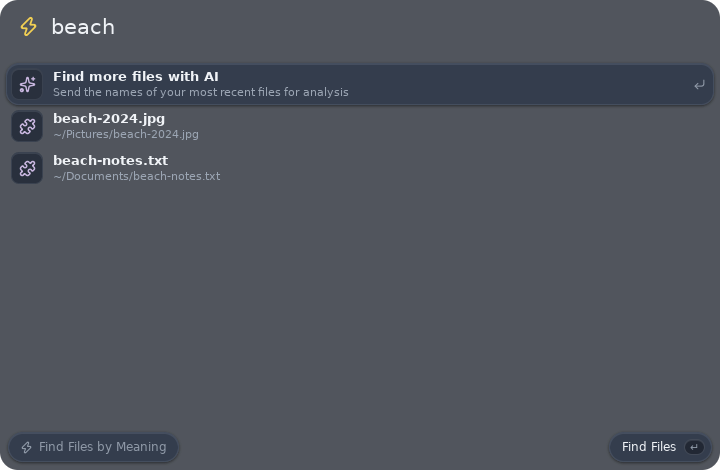 beach
Find more files with AI
Send the names of your most recent files for analysis
beach-2024.jpg
~/Pictures/beach-2024.jpg
beach-notes.txt
~/Documents/beach-notes.txt
Find Files by Meaning
Find Files